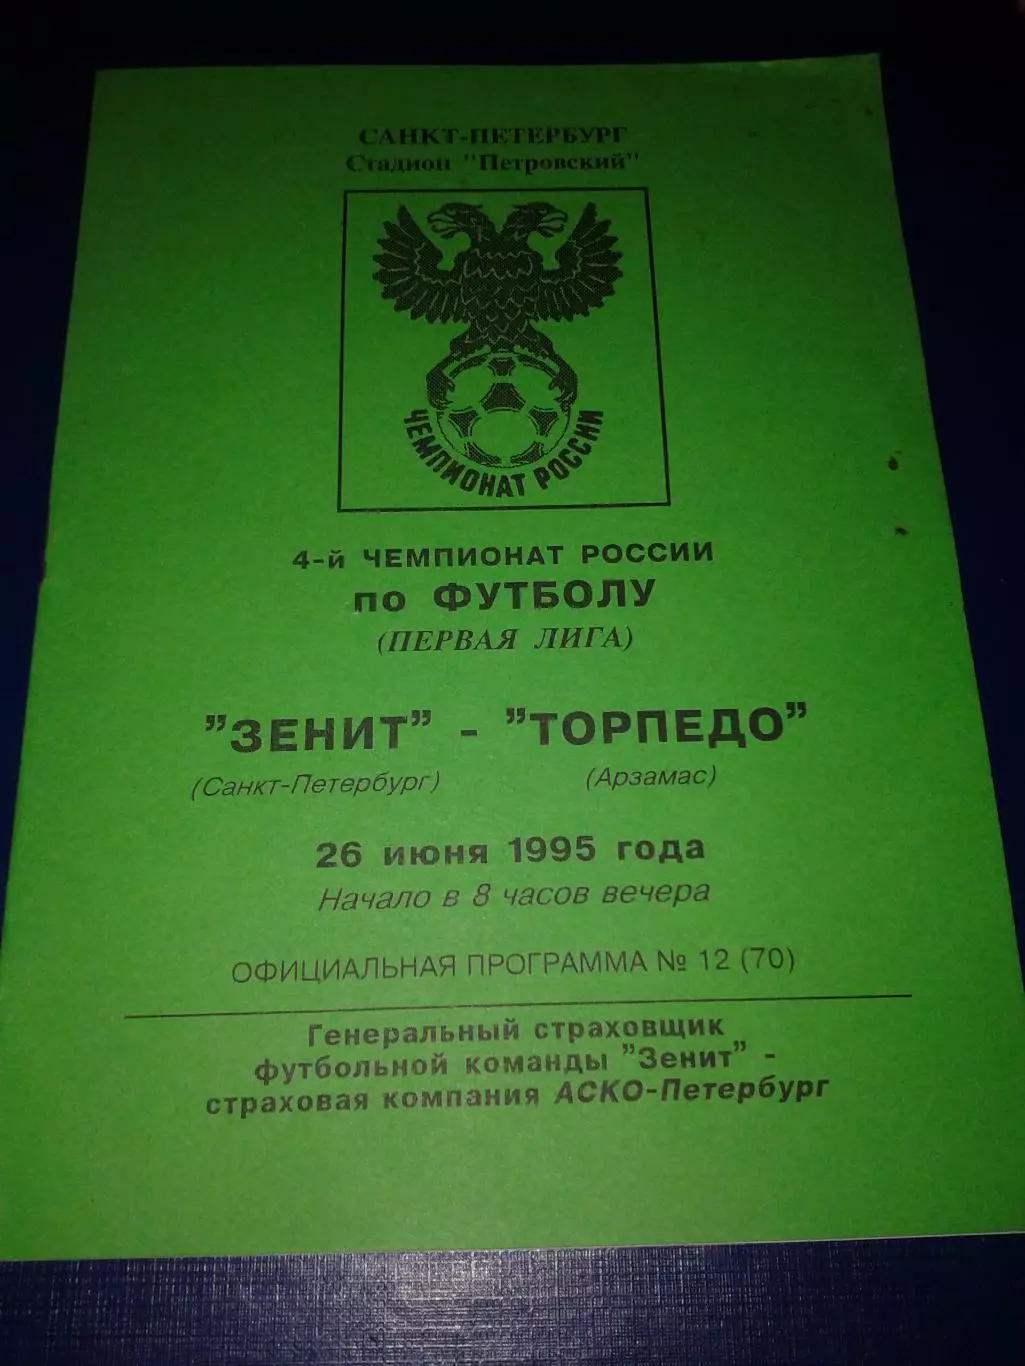 САНКТ-ПЕТЕРБУРГ
Стадион "Петровский"
ЧЕМПИОНАТ РОССИИ
4-й ЧЕМПИОНАТ РОССИИ
ПО ФУТБОЛУ
(ПЕРВАЯ ЛИГА)
"ЗЕНИТ" - "ТОРПЕДО"
(Санкт-Петербург) (Арзамас)
26 июня 1995 года
Начало в 8 часов вечера
ОФИЦИАЛЬНАЯ ПРОГРАММА № 12 (70)
Генеральный страховщик
футбольной команды "Зенит" -
страховая компания АСКО-Петербург